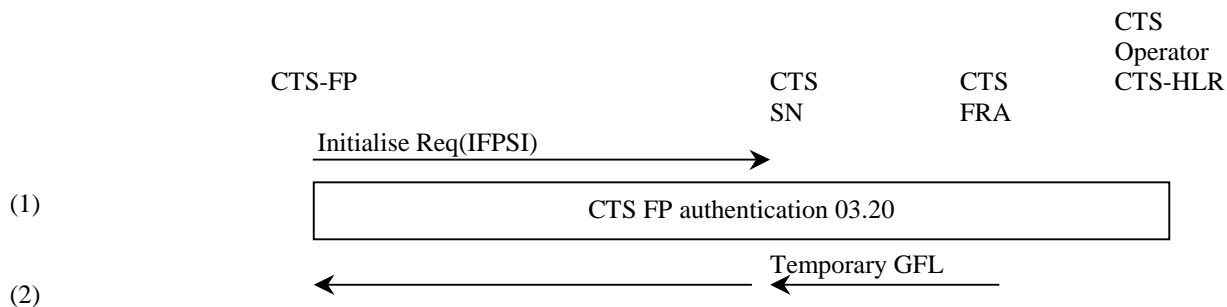 CTS
Operator
CTS-FP CTS CTS CTS-HLR
SN FRA
Initialise Req(IFPSI)
(1) CTS FP authentication 03.20
Temporary GFL
(2)